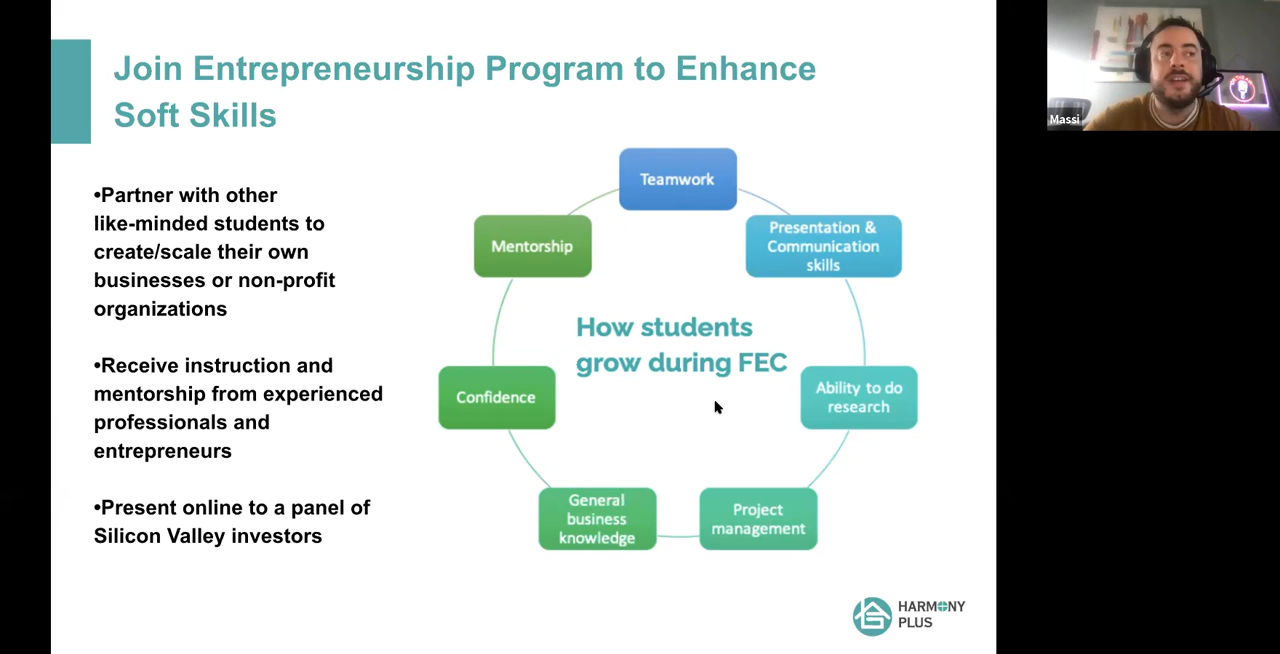 Join Entrepreneurship Program to Enhance
Soft Skills
•Partner with other
like-minded students to
create/scale their own
businesses or non-profit
organizations
•Receive instruction and
mentorship from experienced
professionals and
entrepreneurs
•Present online to a panel of
Silicon Valley investors
Teamwork
Presentation &
Communication
skills
Ability to do
research
Project
management
General
business
knowledge
Confidence
Mentorship
How students
grow during FEC
HARMONY
PLUS
Massi